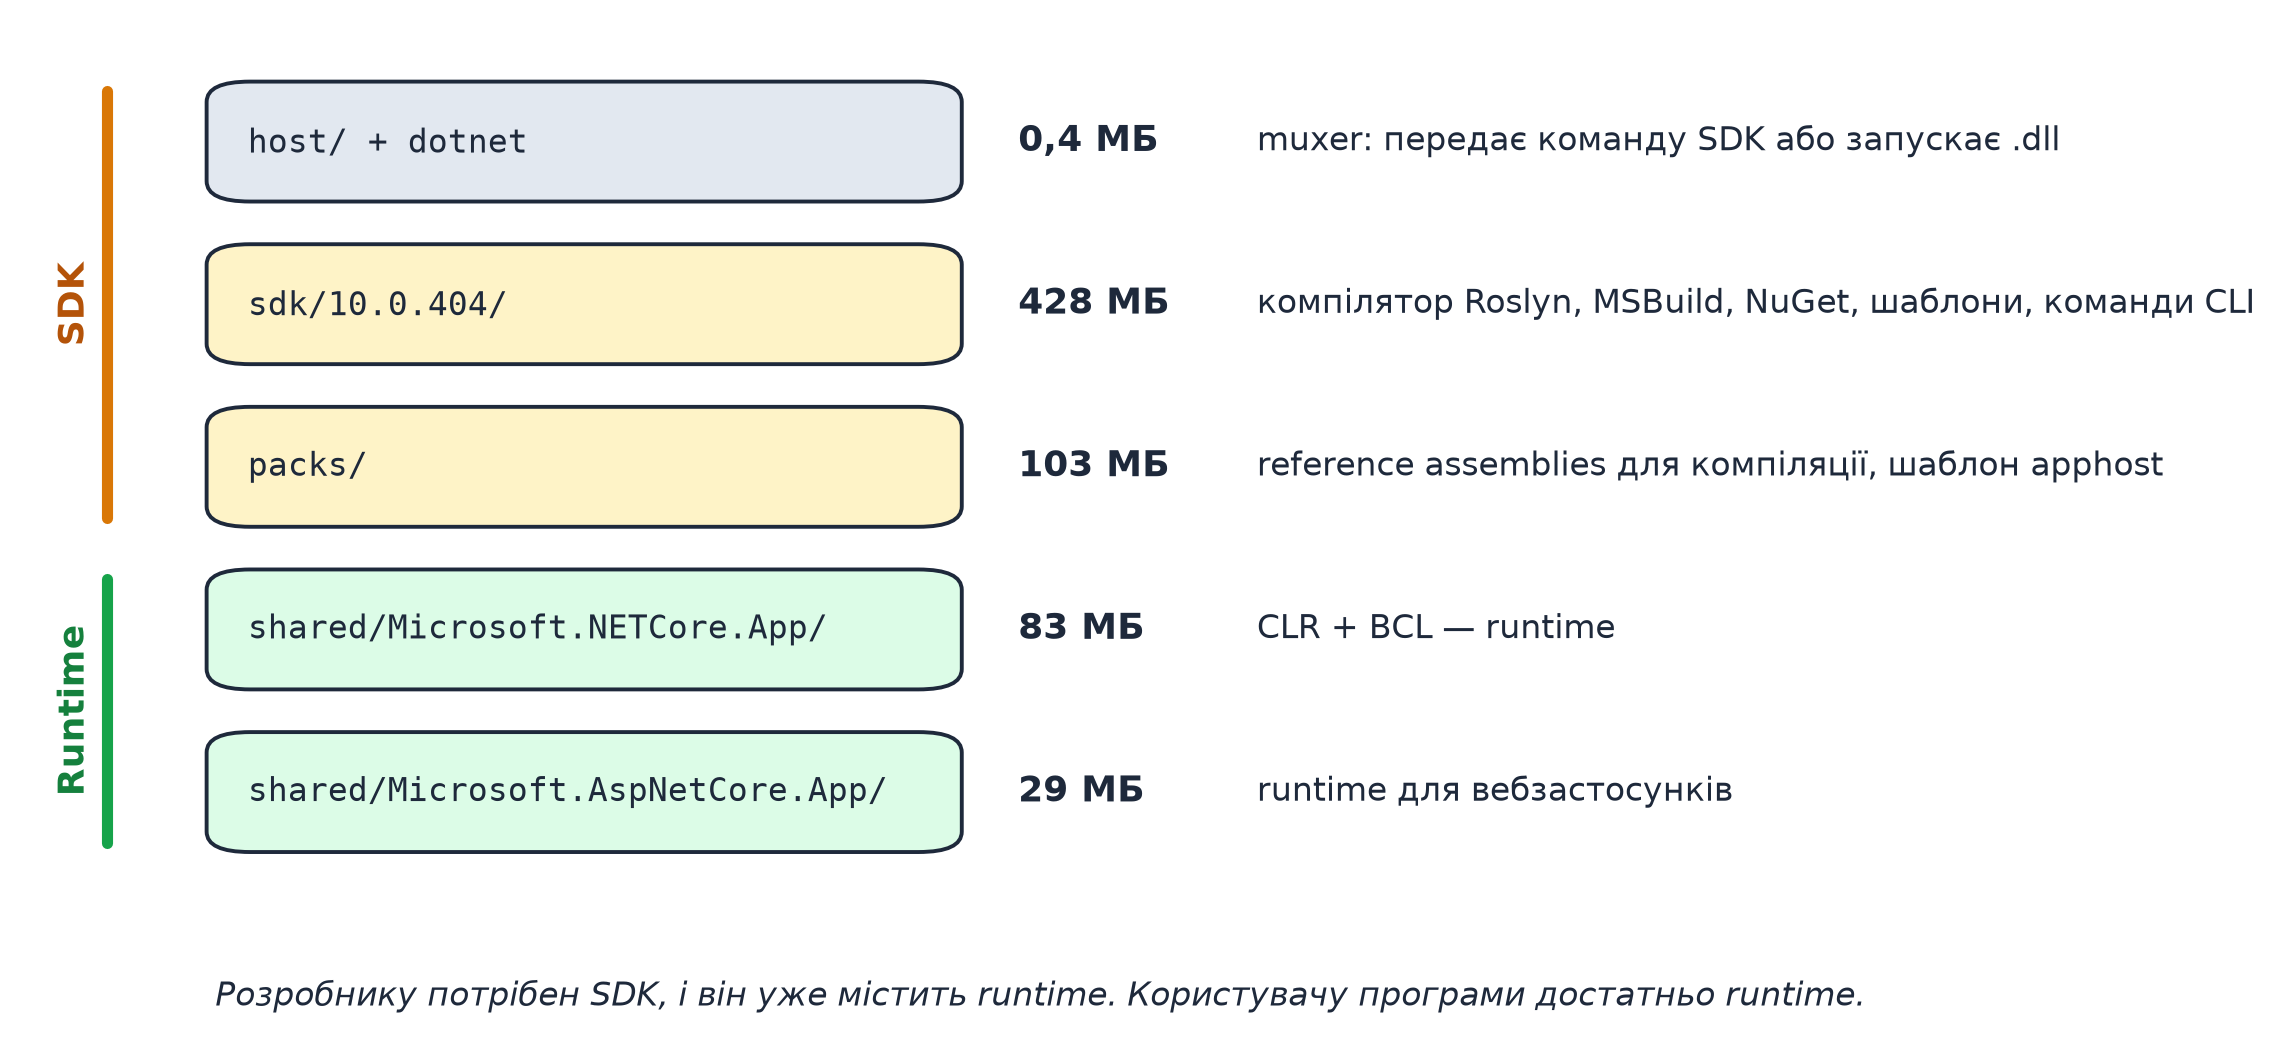 SDK
host/ + dotnet
0,4 МБ
muxer: передає команду SDK або запускає .dll
sdk/10.0.404/
428 МБ
компілятор Roslyn, MSBuild, NuGet, шаблони, команди CLI
packs/
103 МБ
reference assemblies для компіляції, шаблон apphost
Runtime
shared/Microsoft.NETCore.App/
83 МБ
CLR + BCL — runtime
shared/Microsoft.AspNetCore.App/
29 МБ
runtime для вебзастосунків
Розробнику потрібен SDK, і він уже містить runtime. Користувачу програми достатньо runtime.